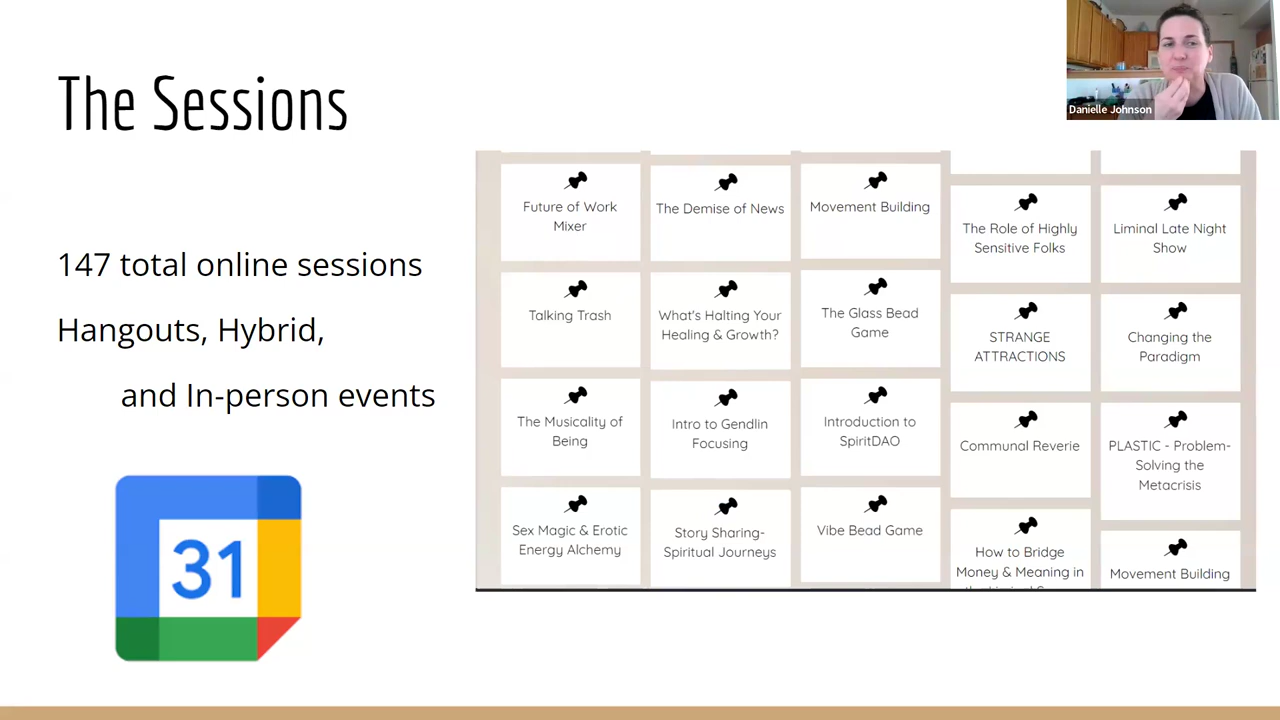 The Sessions
147 total online sessions
Hangouts, Hybrid,
and In-person events
31
Danielle Johnson
Future of Work
Mixer
Talking Trash
The Musicality of
Being
Sex Magic & Erotic
Energy Alchemy
The Demise of News
What's Halting Your
Healing & Growth?
Intro to Gendlin
Focusing
Story Sharing-
Spiritual Journeys
Movement Building
The Glass Bead
Game
Introduction to
SpiritDAO
Vibe Bead Game
The Role of Highly
Sensitive Folks
STRANGE
ATTRACTIONS
Communal Reverie
How to Bridge
Money & Meaning in
Liminal Late Night
Show
Changing the
Paradigm
PLASTIC - Problem-
Solving the
Metacrisis
Movement Building